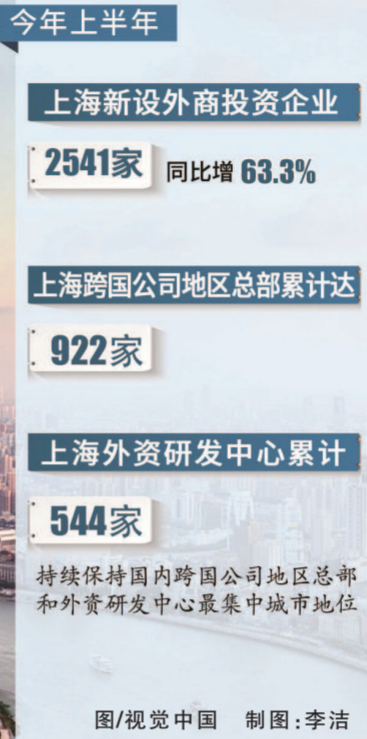 今年上半年
上海新设外商投资企业
2541家 同比增 63.3%
上海跨国公司地区总部累计达
922家
上海外资研发中心累计
544家
持续保持国内跨国公司地区总部
和外资研发中心最集中城市地位
图/视觉中国 制图:李洁